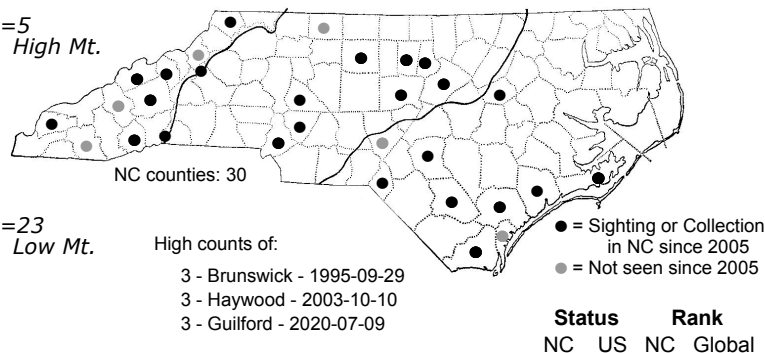 =5
High Mt.
NC counties: 30
=23
Low Mt.
High counts of:
3 - Brunswick - 1995-09-29
3 - Haywood - 2003-10-10
3 - Guilford - 2020-07-09
= Sighting or Collection
in NC since 2005
= Not seen since 2005
Status Rank
NC US NC Global